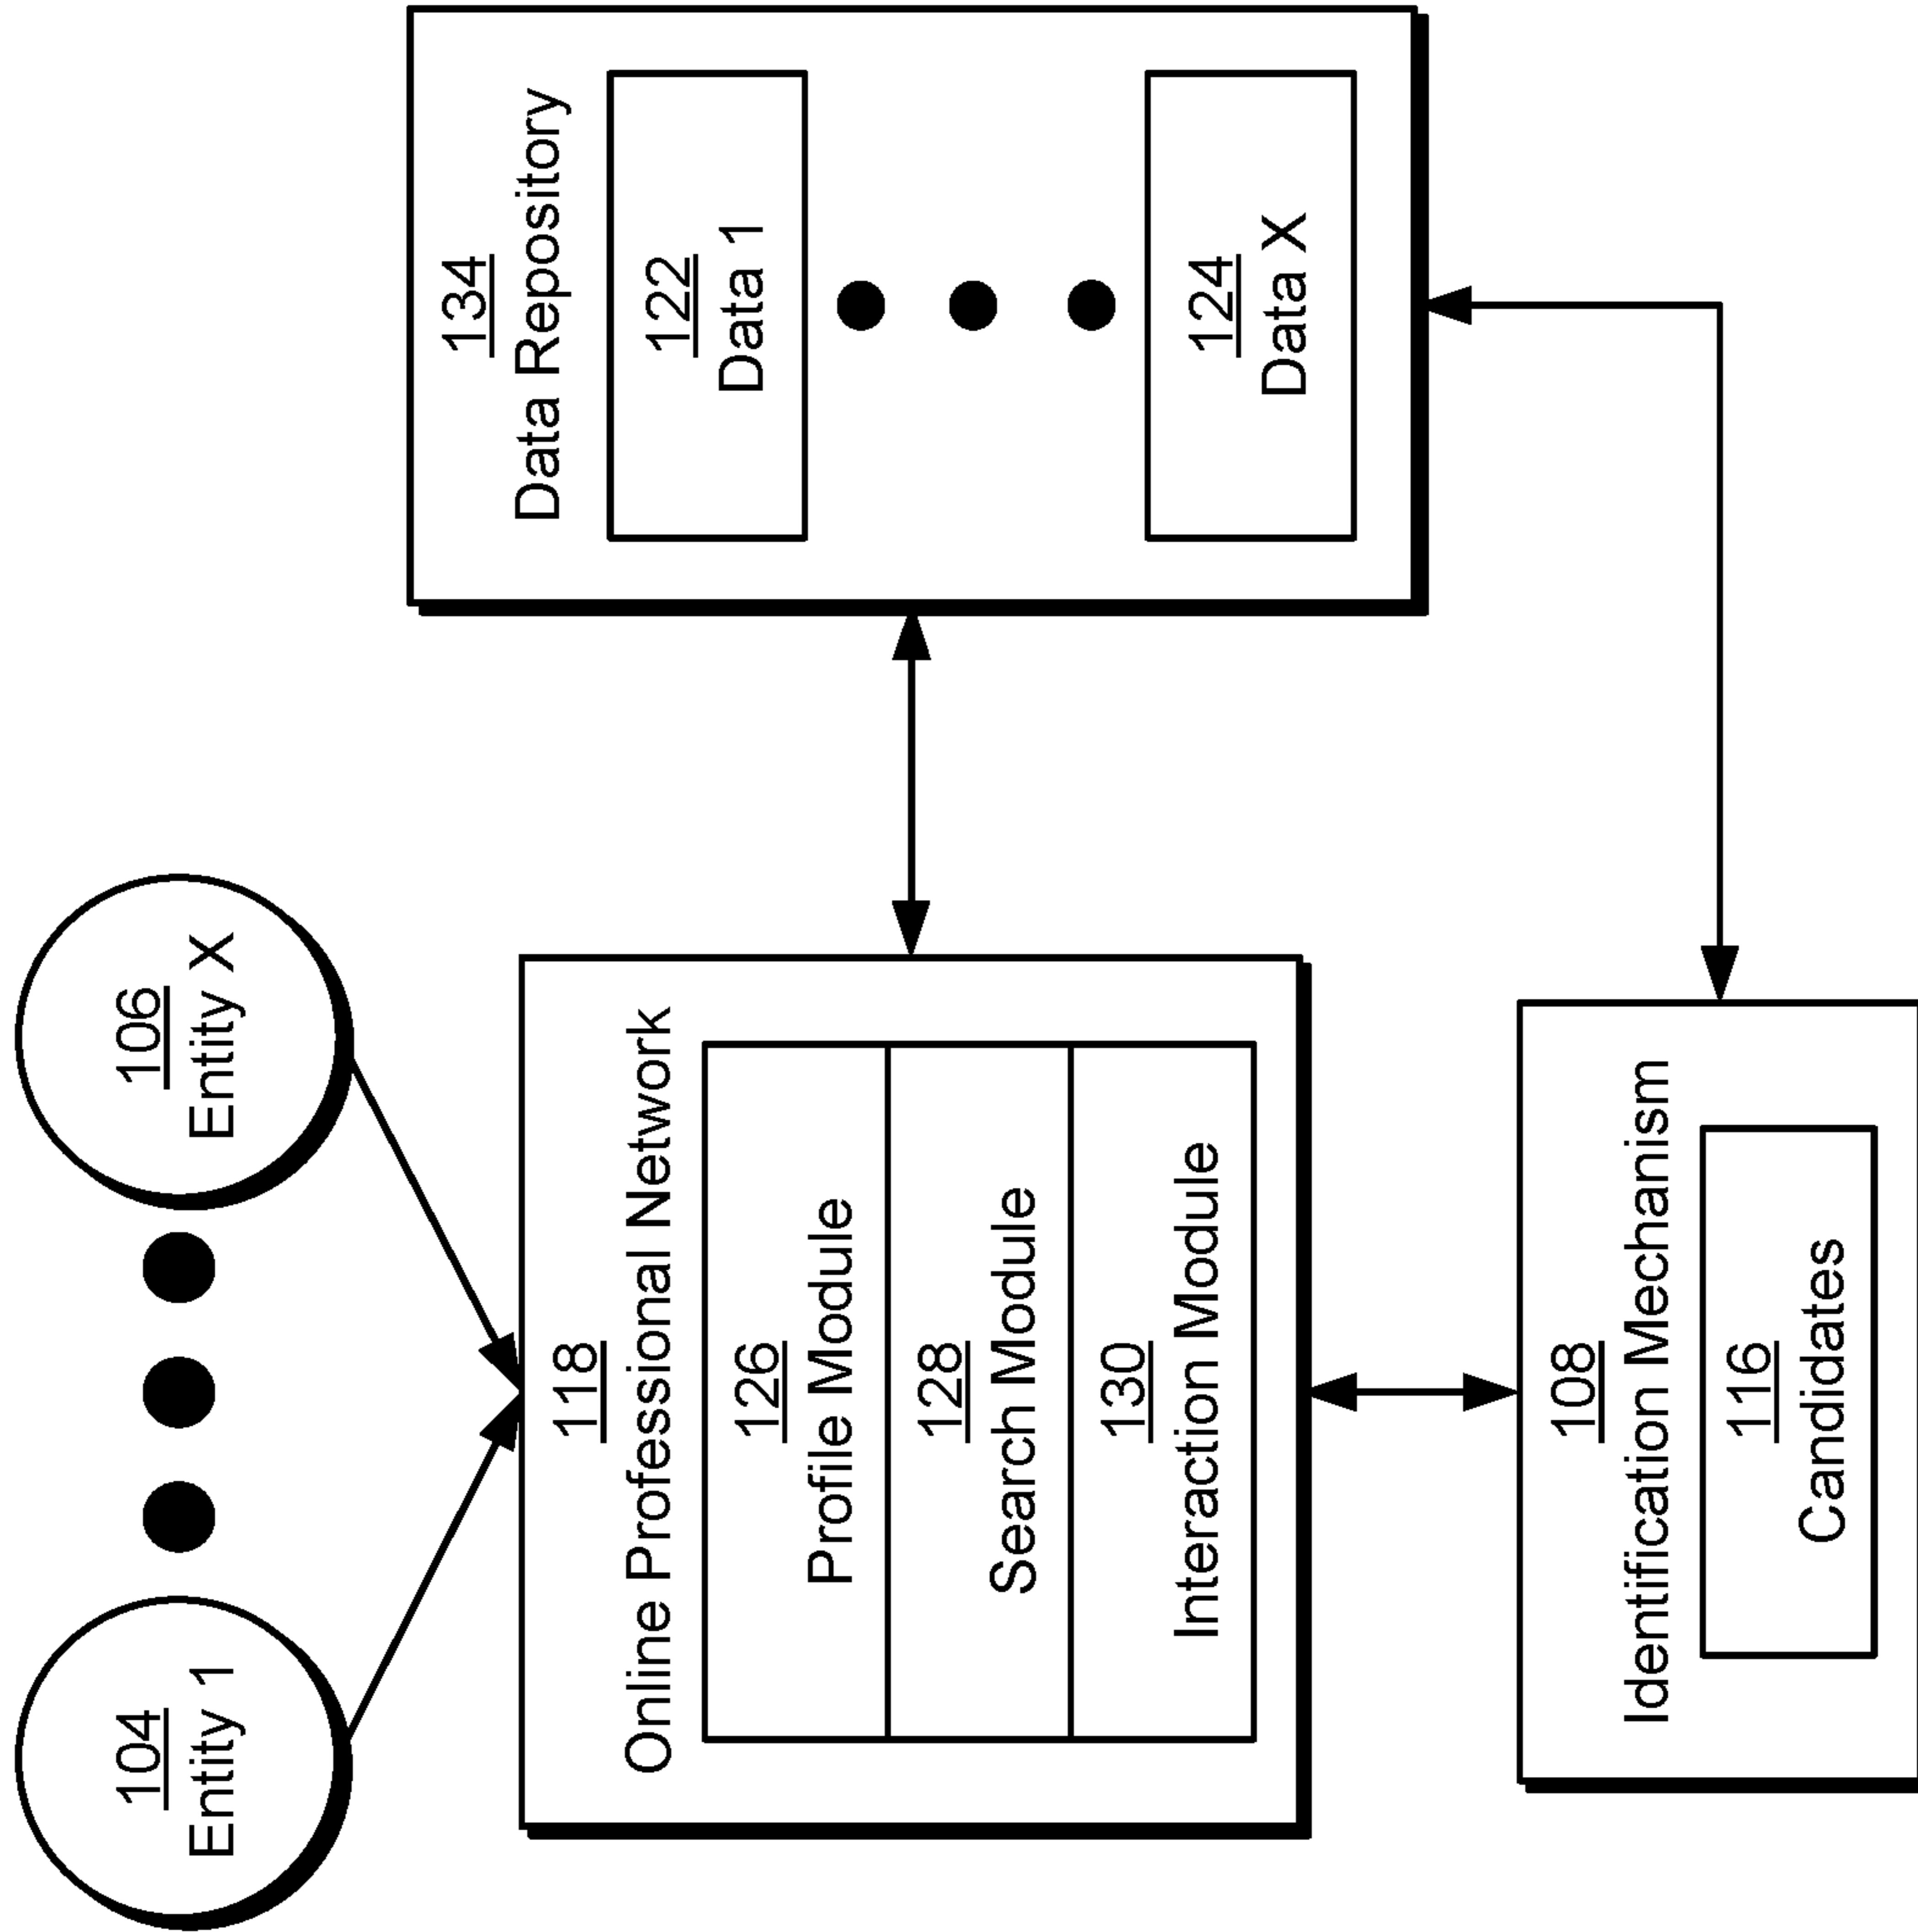 104
Entity 1
106
Entity x
118
Online Professional Network
126
Profile Module
128
Search Module
130
Interaction Module
134
Data Repository
122
Data 1
124
Data x
108
Identification Mechanism
116
Candidates